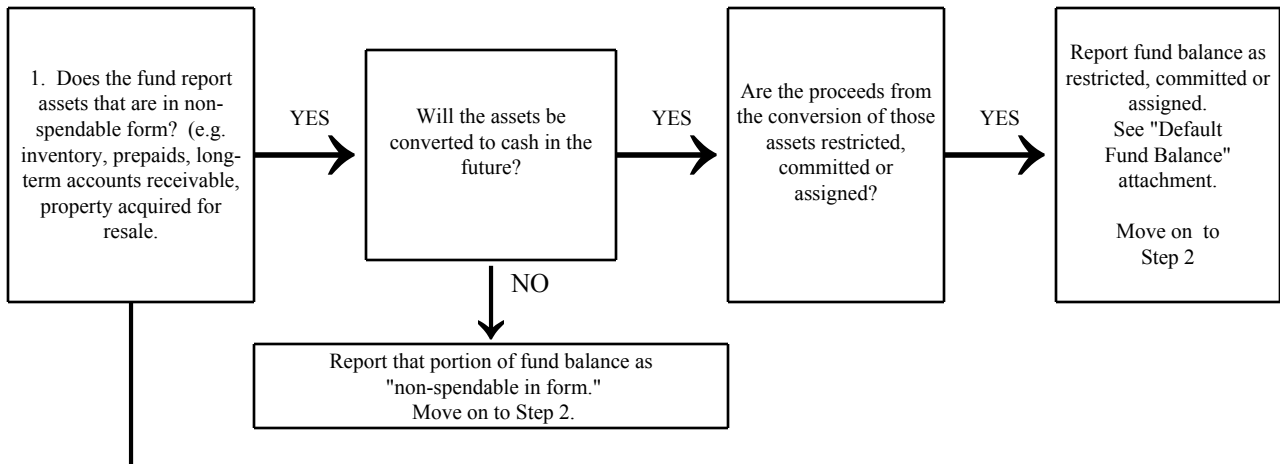 1. Does the fund report
assets that are in non-
spendable form? (e.g.
inventory, prepaids, long-
term accounts receivable,
property acquired for
resale.
YES
Will the assets be
converted to cash in the
future?
YES
Are the proceeds from
the conversion of those
assets restricted,
committed or
assigned?
YES
Report fund balance as
restricted, committed or
assigned.
See "Default
Fund Balance"
attachment.
Move on to
Step 2
NO
Report that portion of fund balance as
"non-spendable in form."
Move on to Step 2.